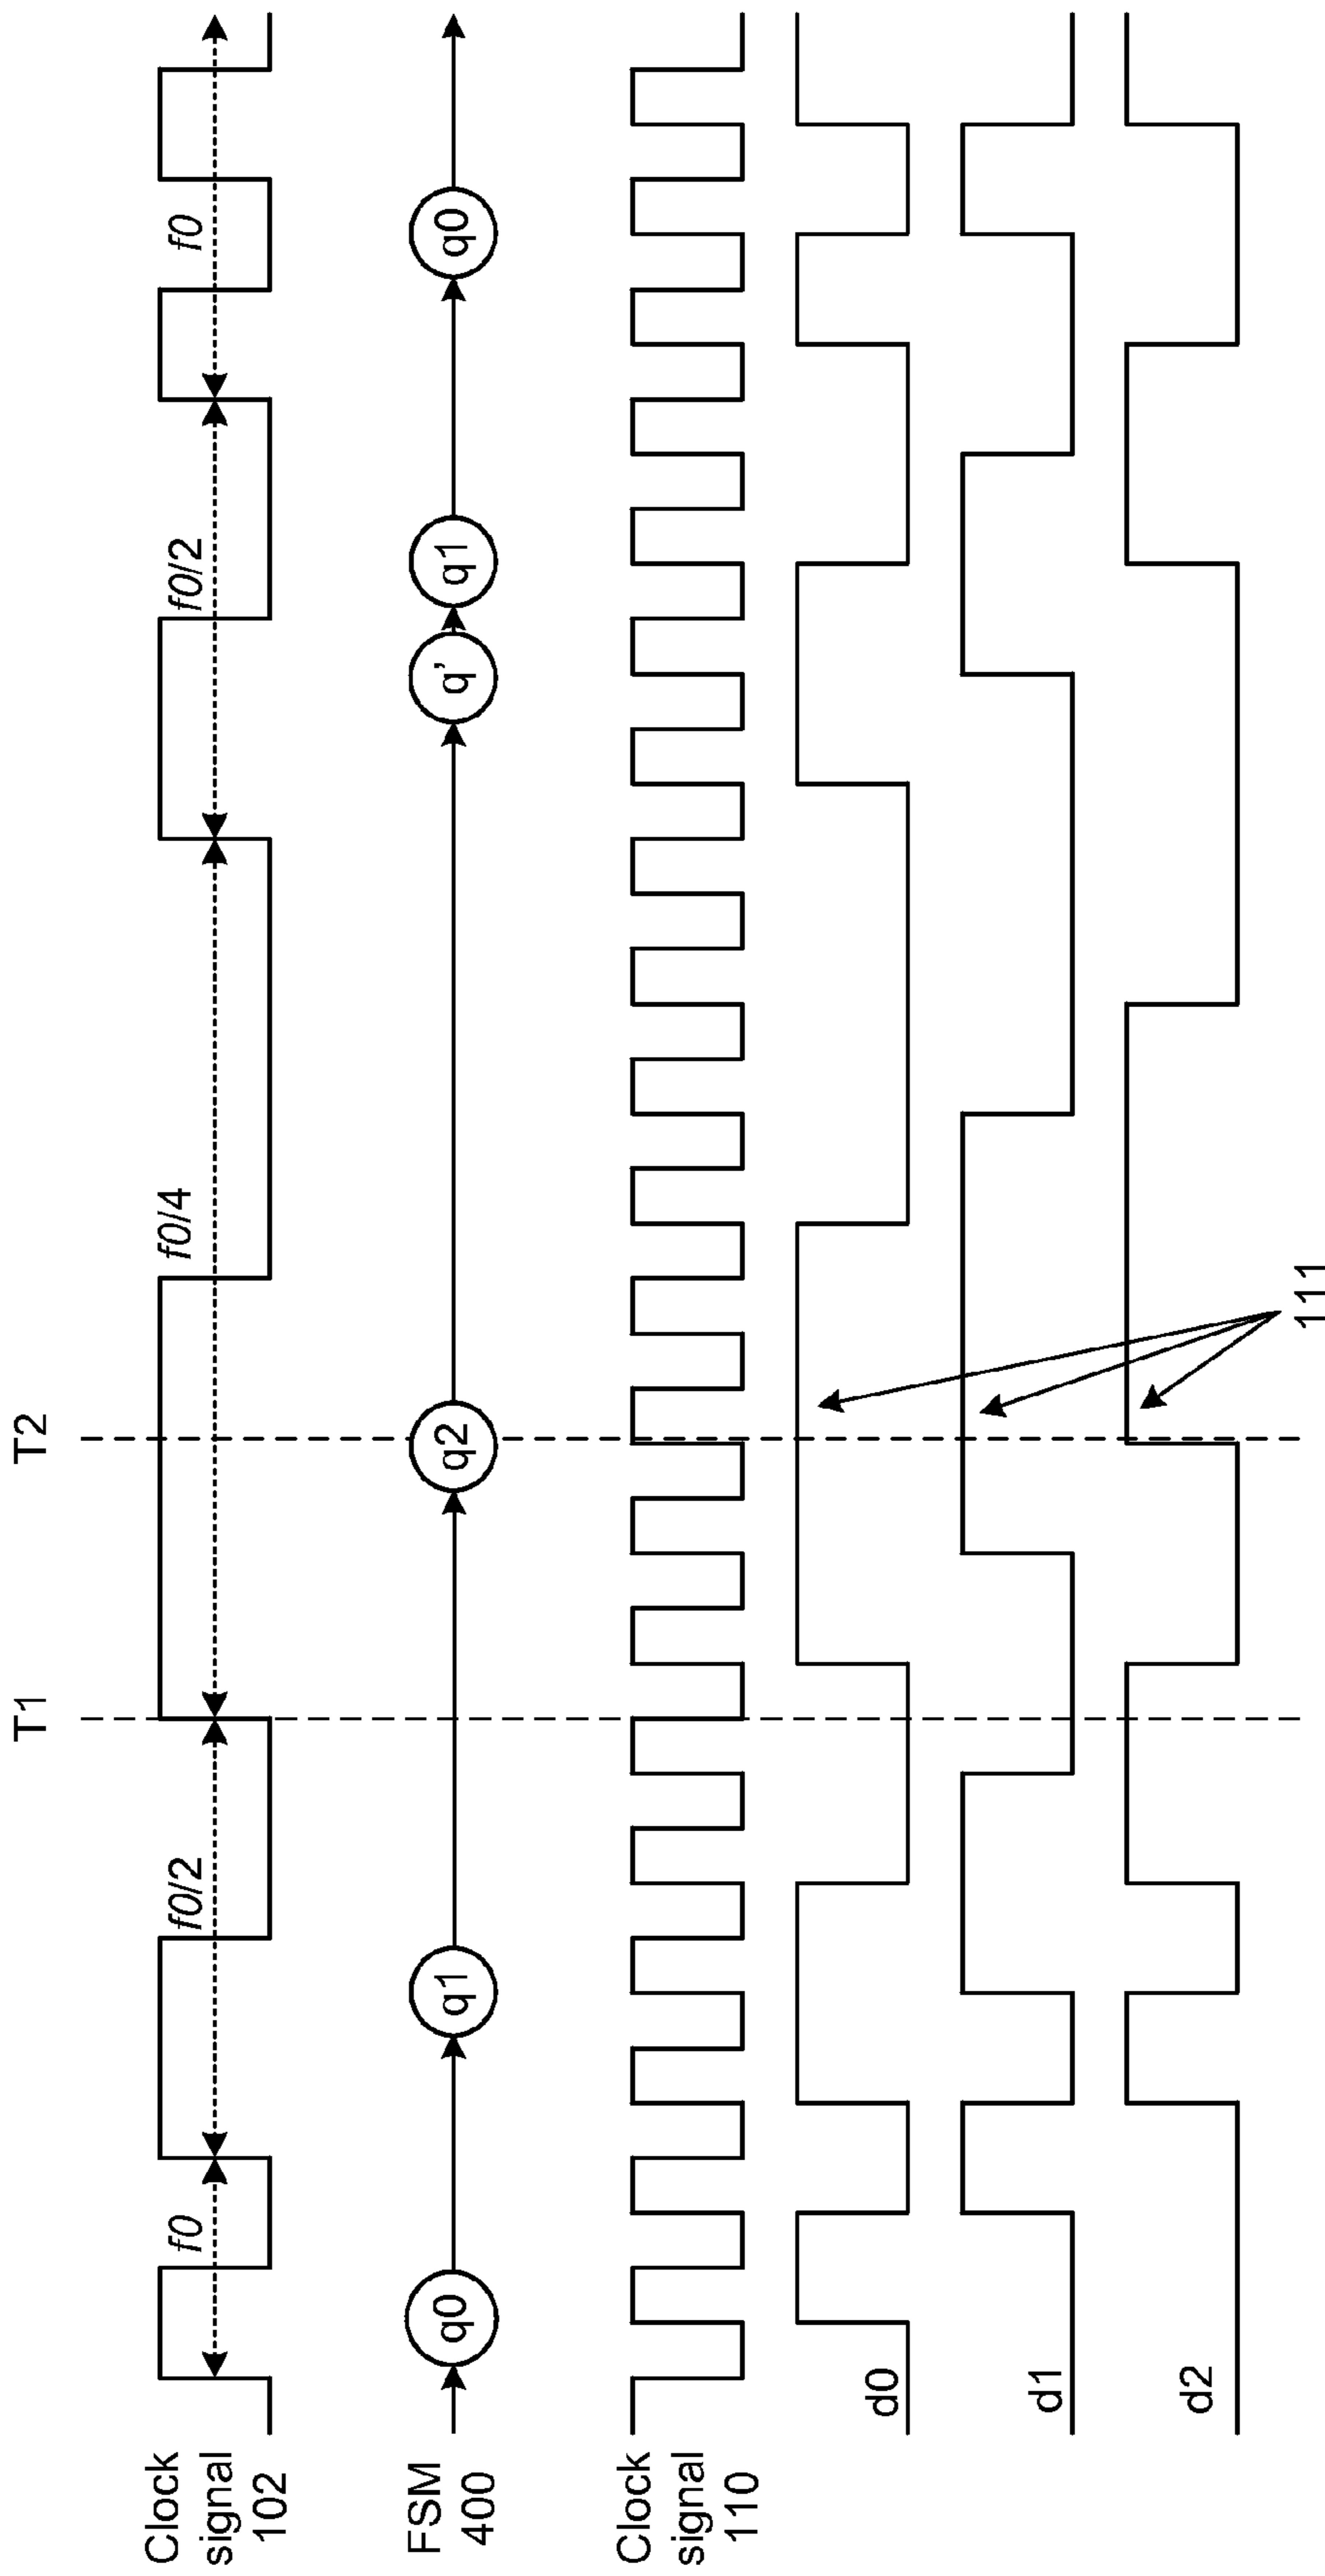 T1
T2
Clock
signal
102
f0
f0/2
f0/4
f0/2
f0
FSM
400
q0
q1
q2
q'
q1
q0
Clock
signal
110
d0
d1
d2
111